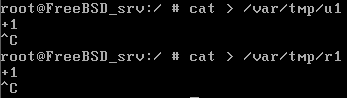 root@FreeBSD_srv:/ # cat > /var/tmp/u1
+1
^C
root@FreeBSD_srv:/ # cat > /var/tmp/r1
+1
^C